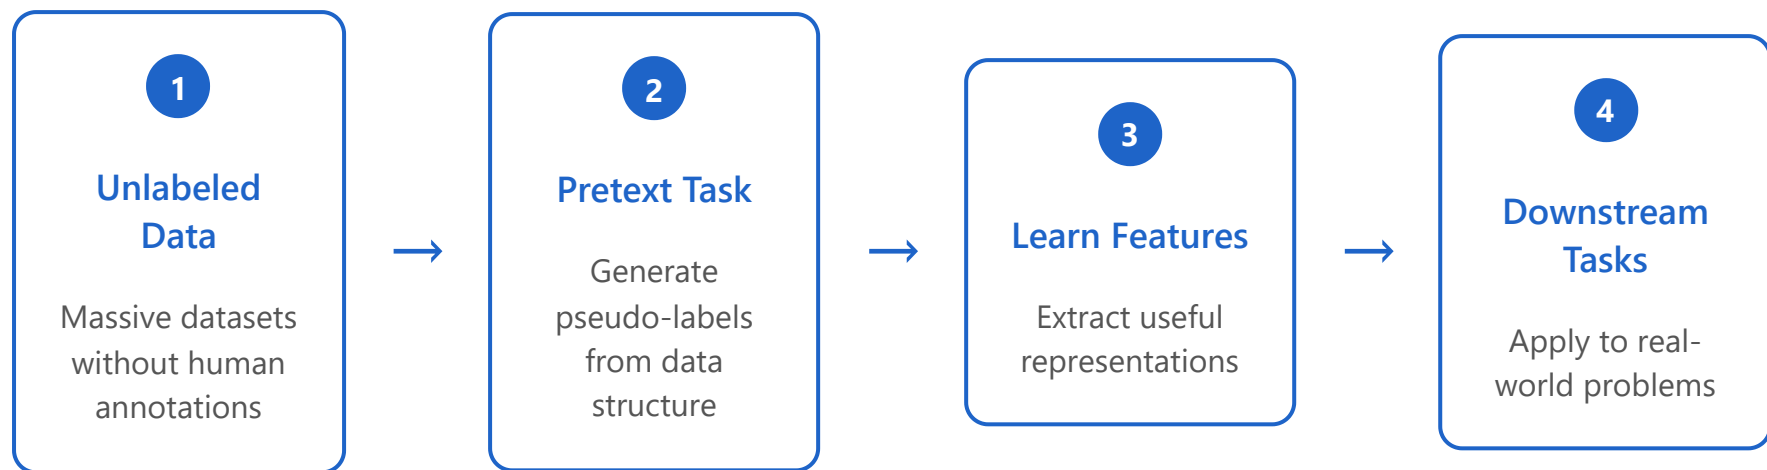 1
Unlabeled
Data
Massive datasets
without human
annotations
→
2
Pretext Task
Generate
pseudo-labels
from data
structure
→
3
Learn Features
Extract useful
representations
→
4
Downstream
Tasks
Apply to real-
world problems